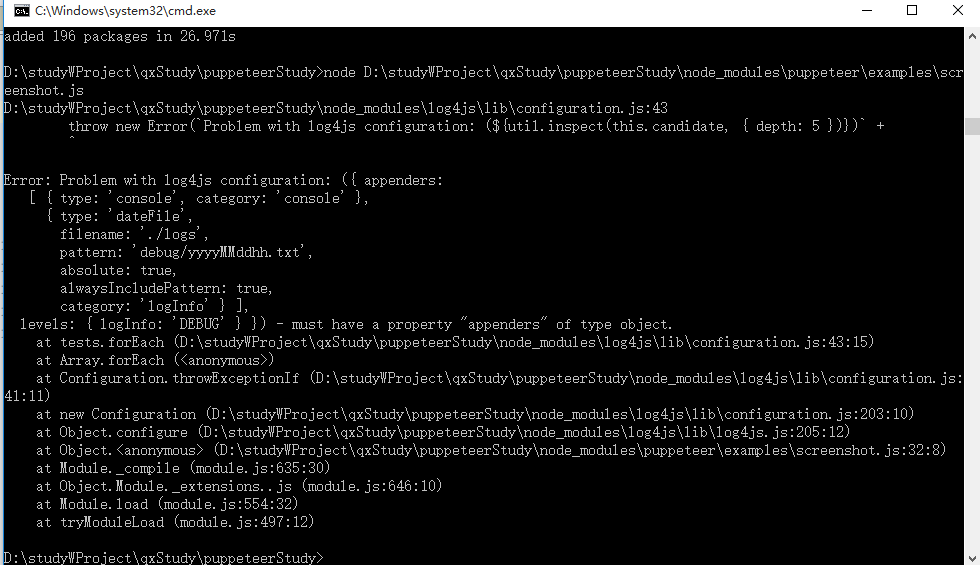 C:\Windows\system32\cmd.exe
added 196 packages in 26.971s
D:\studyWProject\qxStudy\puppeteerStudy>node D:\studyWProject\qxStudy\puppeteerStudy\node_modules\puppeteer\examples\scr
eenshot.js
D:\studyWProject\qxStudy\puppeteerStudy\node_modules\log4js\lib\configuration.js:43
        throw new Error(`Problem with log4js configuration: (${util.inspect(this.candidate, { depth: 5 })})` +
        ^
Error: Problem with log4js configuration: ({ appenders:
   [ { type: 'console', category: 'console' },
     { type: 'dateFile',
       filename: './logs',
       pattern: 'debug/yyyyMMddhh.txt',
       absolute: true,
       alwaysIncludePattern: true,
       category: 'logInfo' } ],
  levels: { logInfo: 'DEBUG' } }) - must have a property "appenders" of type object.
    at tests.forEach (D:\studyWProject\qxStudy\puppeteerStudy\node_modules\log4js\lib\configuration.js:43:15)
    at Array.forEach (<anonymous>)
    at Configuration.throwExceptionIf (D:\studyWProject\qxStudy\puppeteerStudy\node_modules\log4js\lib\configuration.js:
41:11)
    at new Configuration (D:\studyWProject\qxStudy\puppeteerStudy\node_modules\log4js\lib\configuration.js:203:10)
    at Object.configure (D:\studyWProject\qxStudy\puppeteerStudy\node_modules\log4js\lib\log4js.js:205:12)
    at Object.<anonymous> (D:\studyWProject\qxStudy\puppeteerStudy\node_modules\puppeteer\examples\screenshot.js:32:8)
    at Module._compile (module.js:635:30)
    at Object.Module._extensions..js (module.js:646:10)
    at Module.load (module.js:554:32)
    at tryModuleLoad (module.js:497:12)
D:\studyWProject\qxStudy\puppeteerStudy>